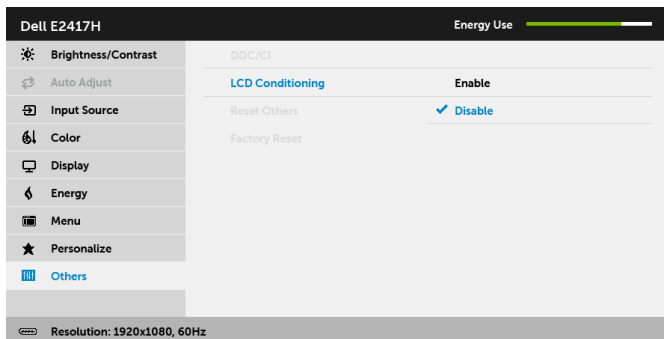 Dell E2417H
Energy Use
Brightness/Contrast
DDC/CI
Auto Adjust
LCD Conditioning
Enable
Input Source
Reset Others
Disable
Color
Factory Reset
Display
Energy
Menu
Personalize
Others
Resolution: 1920x1080, 60Hz